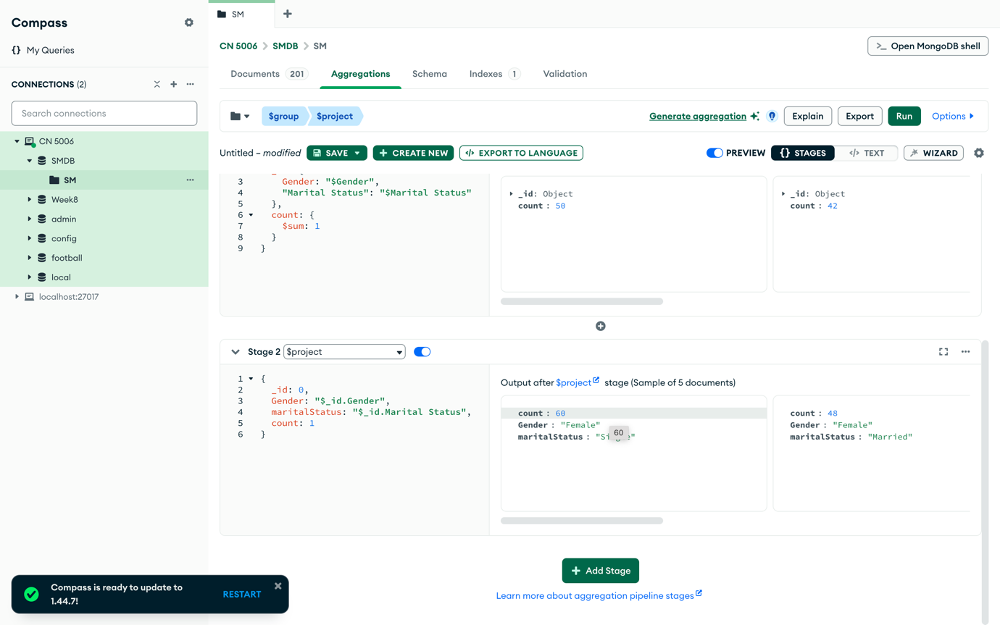 Compass
My Queries
CONNECTIONS (2)
Search connections
CN 5006
SMDB
SM
Week8
admin
config
football
local
localhost:27017
Compass is ready to update to
1.44.7!
RESTART
SM
CN 5006 > SMDB > SM
>_ Open MongoDB shell
Documents 201 Aggregations Schema Indexes 1 Validation
$group $project
Generate aggregation Explain Export Run Options
Untitled – modified SAVE + CREATE NEW </> EXPORT TO LANGUAGE
PREVIEW {} STAGES </> TEXT WIZARD
3 Gender: "$Gender",
4 "Marital Status": "$Marital Status"
5 },
6 count: {
7 $sum: 1
8 }
9 }
_id: Object
count : 50
_id: Object
count : 42
Stage 2 $project
1 {
2 _id: 0,
3 Gender: "$_id.Gender",
4 maritalStatus: "$_id.Marital Status",
5 count: 1
6 }
Output after $project stage (Sample of 5 documents)
count : 60
Gender : "Female"
maritalStatus :
60
count : 48
Gender : "Female"
maritalStatus : "Married"
+ Add Stage
Learn more about aggregation pipeline stages